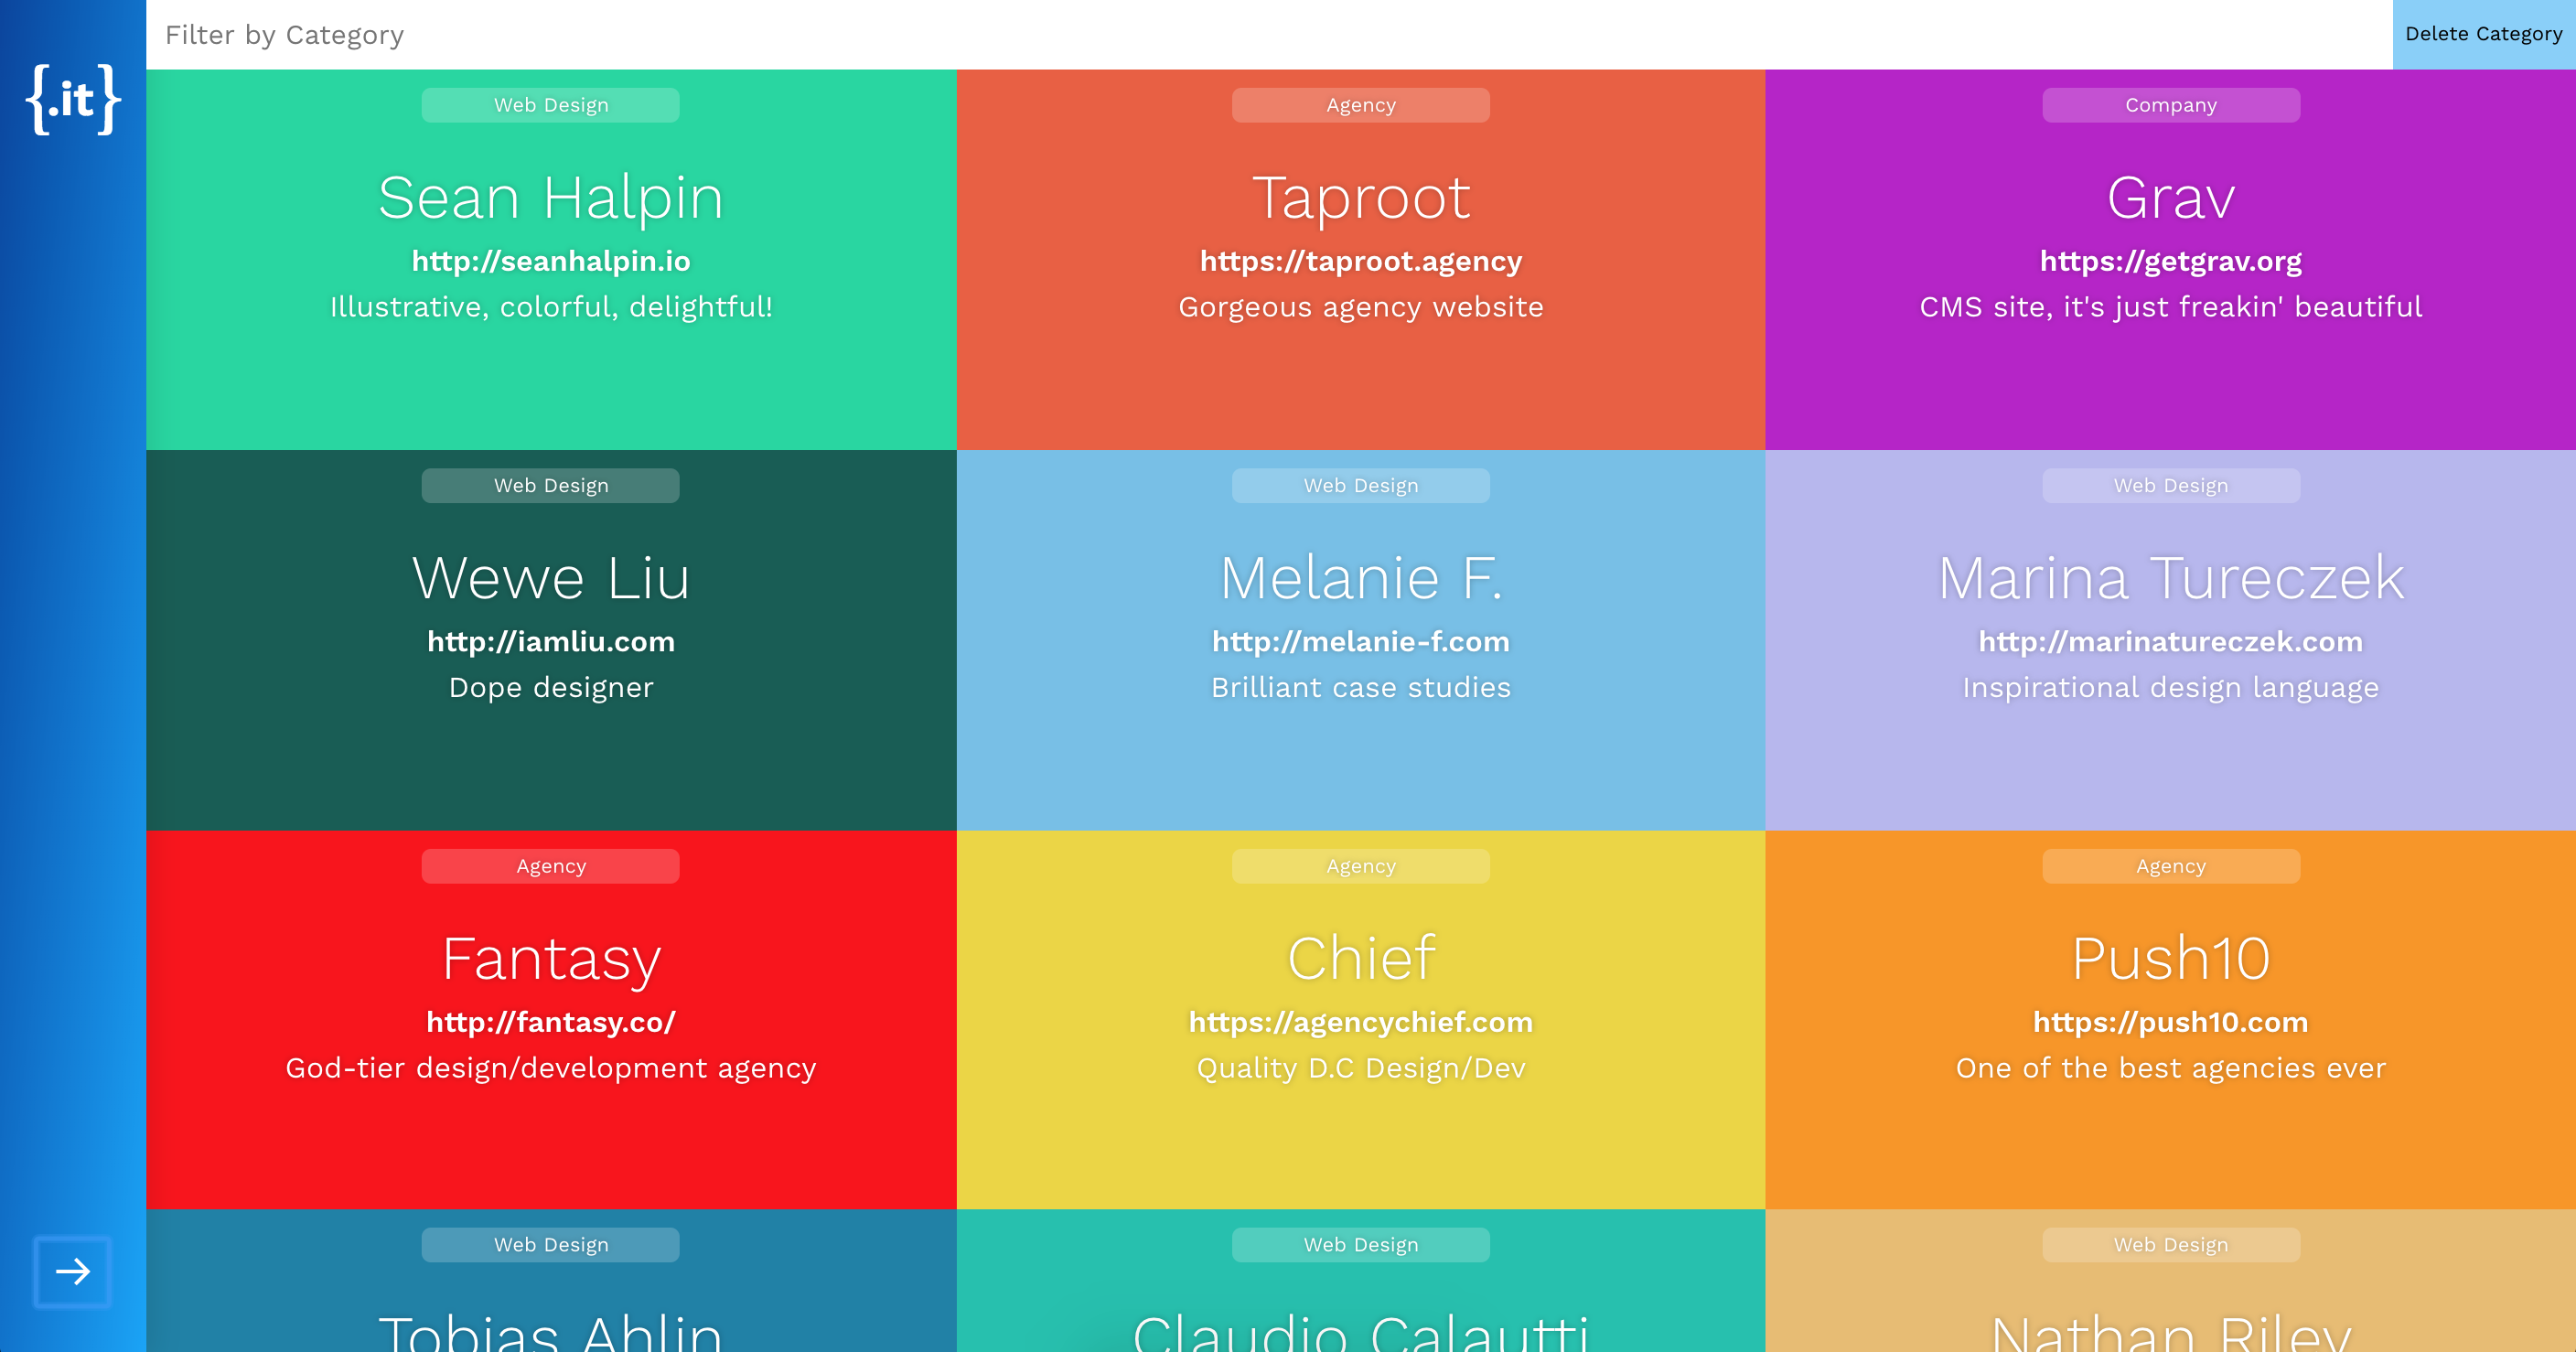 Filter by Category
Delete Category
{.it}
Web Design
Sean Halpin
http://seanhalpin.io
Illustrative, colorful, delightful!
Agency
Taproot
https://taproot.agency
Gorgeous agency website
Company
Grav
https://getgrav.org
CMS site, it's just freakin' beautiful
Web Design
Wewe Liu
http://iamliu.com
Dope designer
Web Design
Melanie F.
http://melanie-f.com
Brilliant case studies
Web Design
Marina Tureczek
http://marinatureczek.com
Inspirational design language
Agency
Fantasy
http://fantasy.co/
God-tier design/development agency
Agency
Chief
https://agencychief.com
Quality D.C Design/Dev
Agency
Push10
https://push10.com
One of the best agencies ever
Web Design
Tobias Ahlin
Web Design
Claudio Calautti
Web Design
Nathan Riley